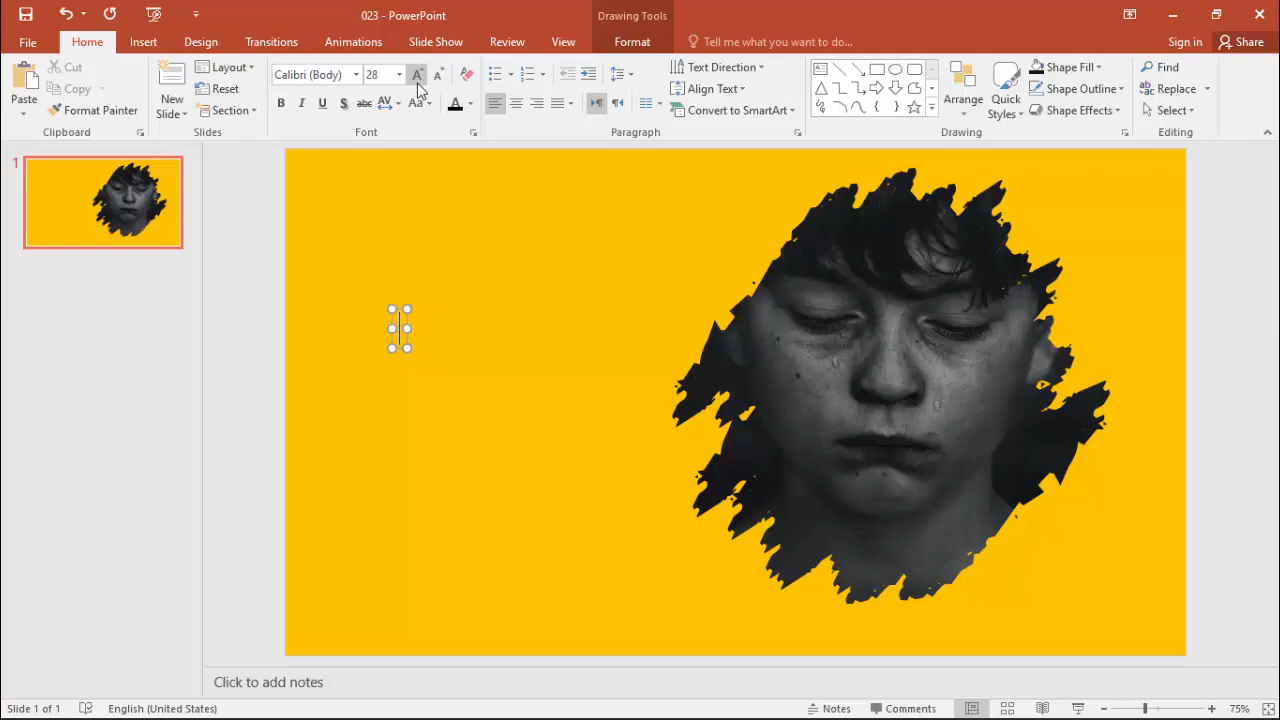 023 - PowerPoint
Drawing Tools
File Home Insert Design Transitions Animations Slide Show Review View Format Tell me what you want to do... Sign in Share
Paste
Cut
Copy
Format Painter
Clipboard
New Slide
Layout
Reset
Section
Slides
Calibri (Body) 28
B I U S abc AV Aa A
Font
Paragraph
Text Direction
Align Text
Convert to SmartArt
Arrange
Quick Styles
Shape Fill
Shape Outline
Shape Effects
Drawing
Find
Replace
Select
Editing
1
Click to add notes
Slide 1 of 1 English (United States) Notes Comments 75%